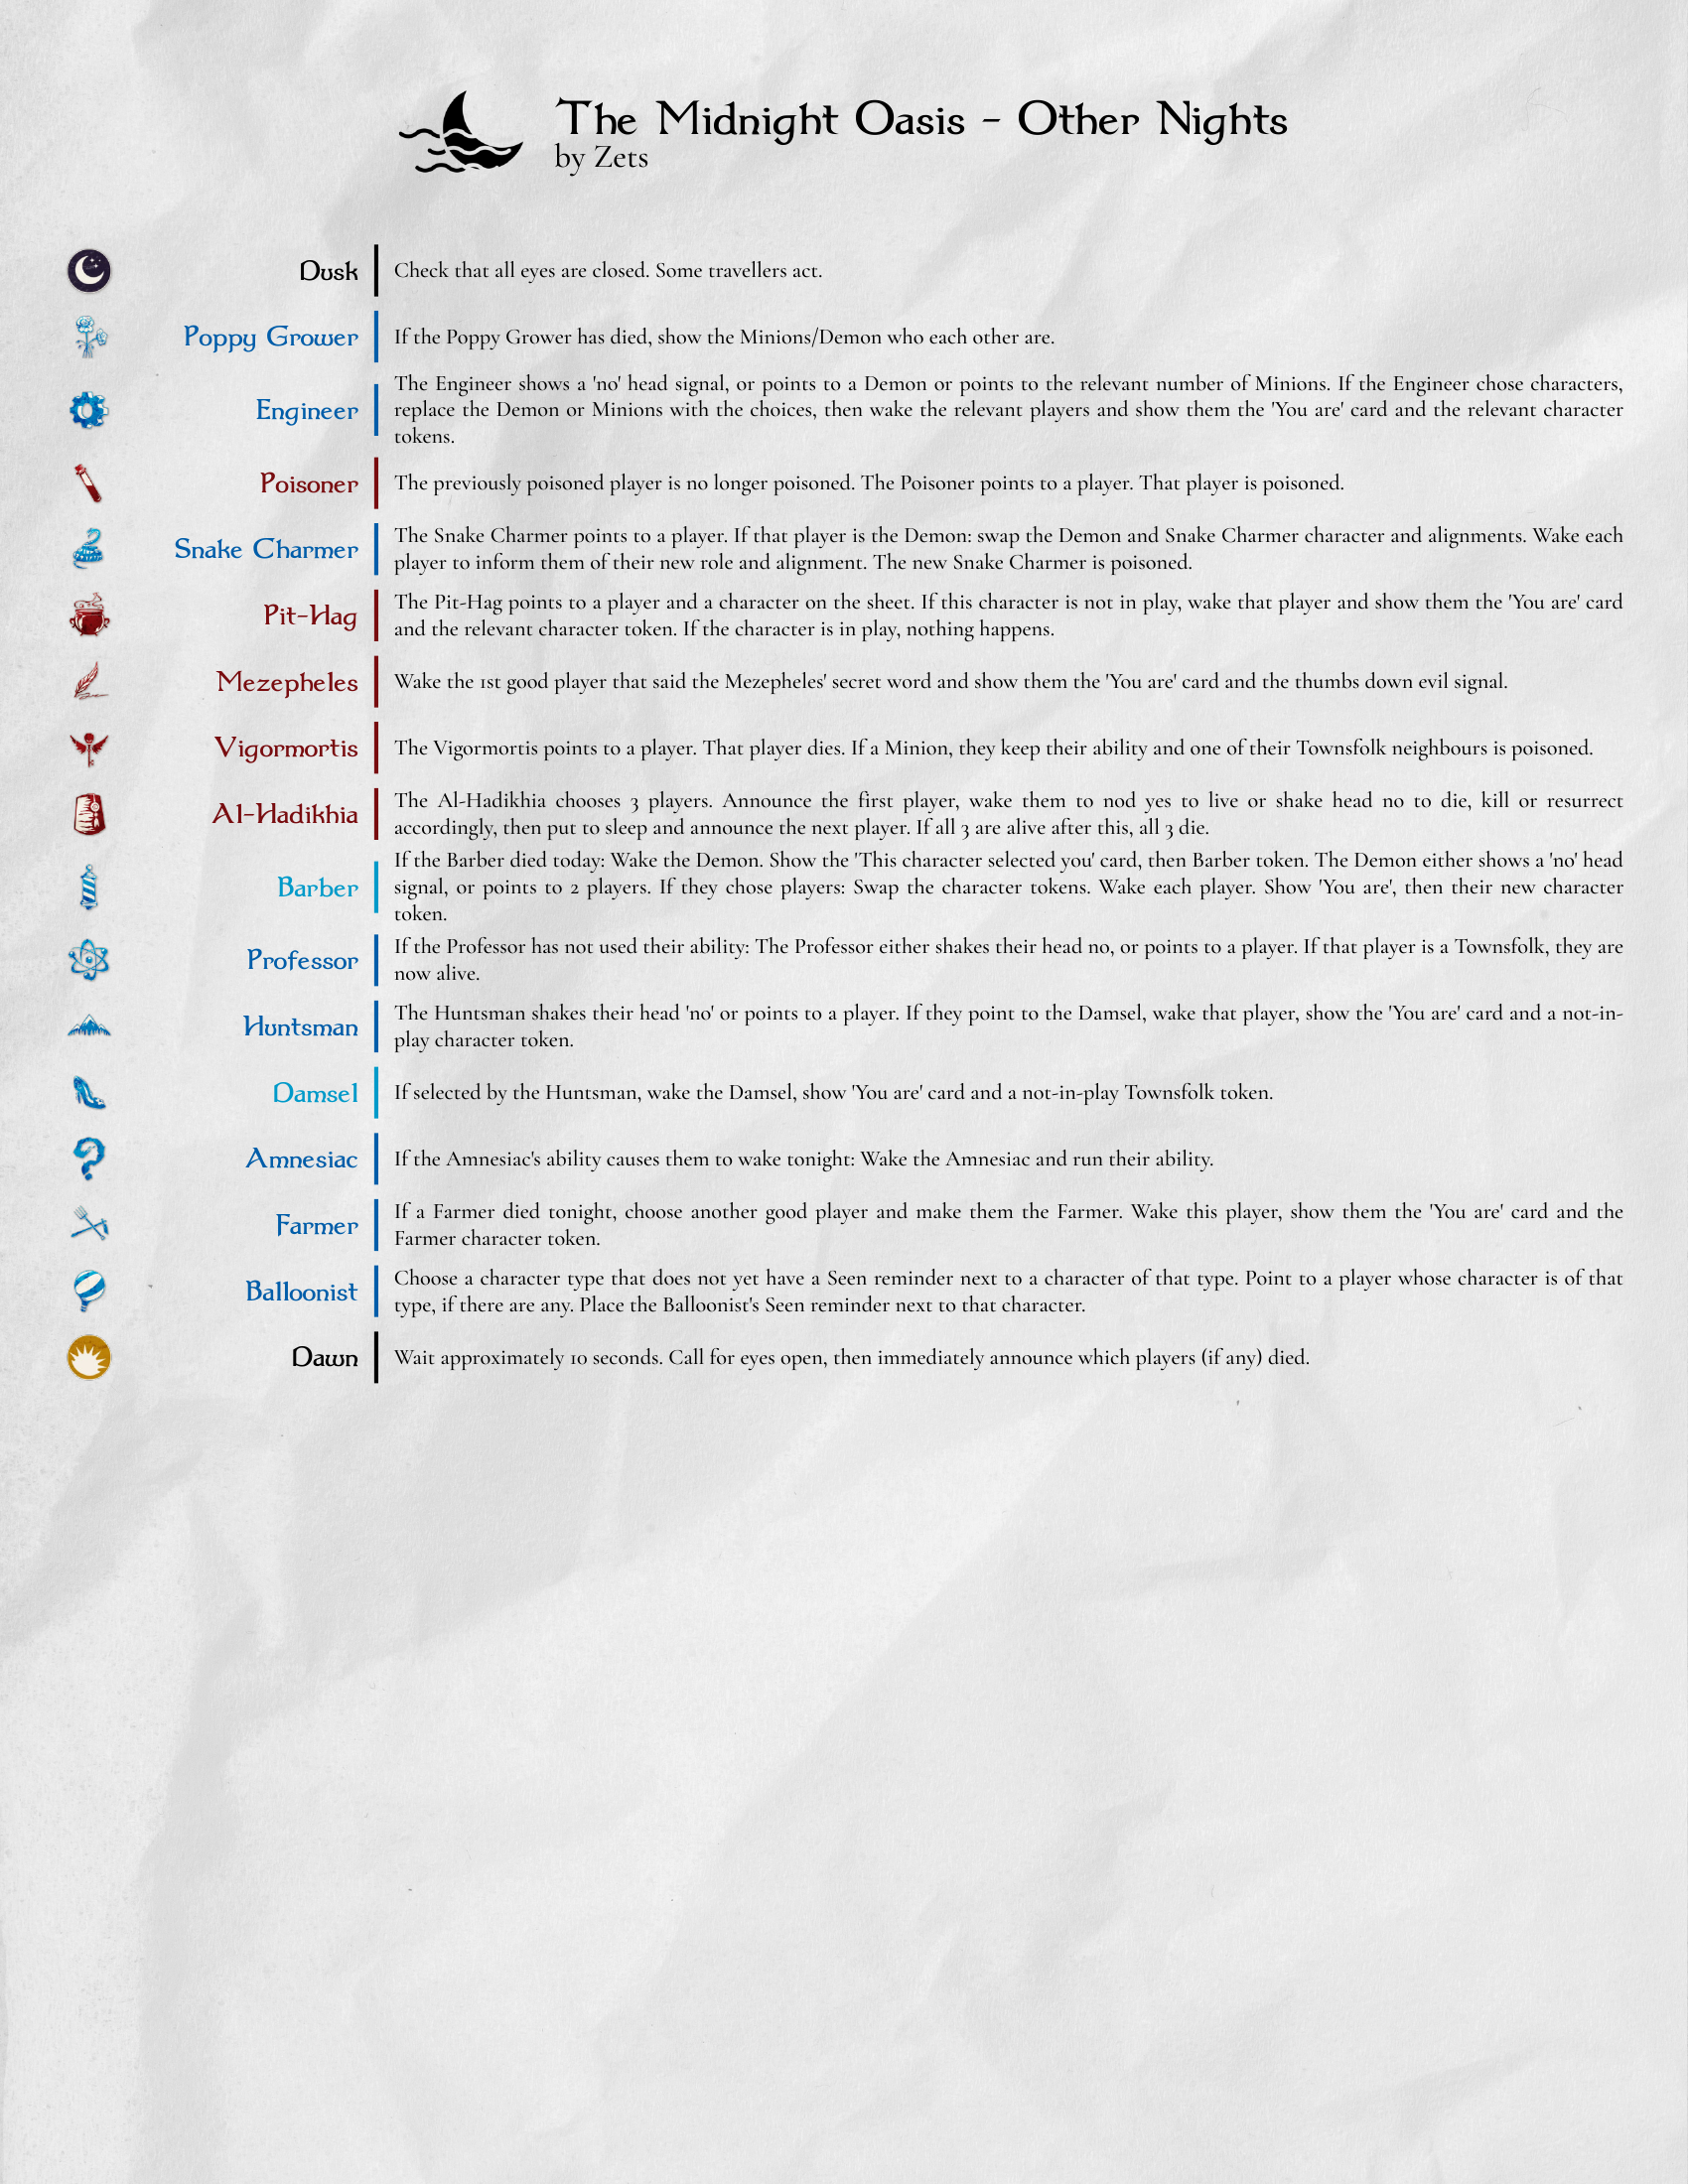 The Midnight Oasis - Other Nights
by Zets
Dusk
Check that all eyes are closed. Some travellers act.
Poppy Grower
If the Poppy Grower has died, show the Minions/Demon who each other are.
Engineer
The Engineer shows a 'no' head signal, or points to a Demon or points to the relevant number of Minions. If the Engineer chose characters,
replace the Demon or Minions with the choices, then wake the relevant players and show them the 'You are' card and the relevant character
tokens.
Poisoner
The previously poisoned player is no longer poisoned. The Poisoner points to a player. That player is poisoned.
Snake Charmer
The Snake Charmer points to a player. If that player is the Demon: swap the Demon and Snake Charmer character and alignments. Wake each
player to inform them of their new role and alignment. The new Snake Charmer is poisoned.
Pit-Hag
The Pit-Hag points to a player and a character on the sheet. If this character is not in play, wake that player and show them the 'You are' card
and the relevant character token. If the character is in play, nothing happens.
Mezepheles
Wake the 1st good player that said the Mezepheles' secret word and show them the 'You are' card and the thumbs down evil signal.
Vigormortis
The Vigormortis points to a player. That player dies. If a Minion, they keep their ability and one of their Townsfolk neighbours is poisoned.
Al-Hadikhia
The Al-Hadikhia chooses 3 players. Announce the first player, wake them to nod yes to live or shake head no to die, kill or resurrect
accordingly, then put to sleep and announce the next player. If all 3 are alive after this, all 3 die.
Barber
If the Barber died today: Wake the Demon. Show the 'This character selected you' card, then Barber token. The Demon either shows a 'no' head
signal, or points to 2 players. If they chose players: Swap the character tokens. Wake each player. Show 'You are', then their new character
token.
Professor
If the Professor has not used their ability: The Professor either shakes their head no, or points to a player. If that player is a Townsfolk, they are
now alive.
Huntsman
The Huntsman shakes their head 'no' or points to a player. If they point to the Damsel, wake that player, show the 'You are' card and a not-in-
play character token.
Damsel
If selected by the Huntsman, wake the Damsel, show 'You are' card and a not-in-play Townsfolk token.
Amnesiac
If the Amnesiac's ability causes them to wake tonight: Wake the Amnesiac and run their ability.
Farmer
If a Farmer died tonight, choose another good player and make them the Farmer. Wake this player, show them the 'You are' card and the
Farmer character token.
Balloonist
Choose a character type that does not yet have a Seen reminder next to a character of that type. Point to a player whose character is of that
type, if there are any. Place the Balloonist's Seen reminder next to that character.
Dawn
Wait approximately 10 seconds. Call for eyes open, then immediately announce which players (if any) died.